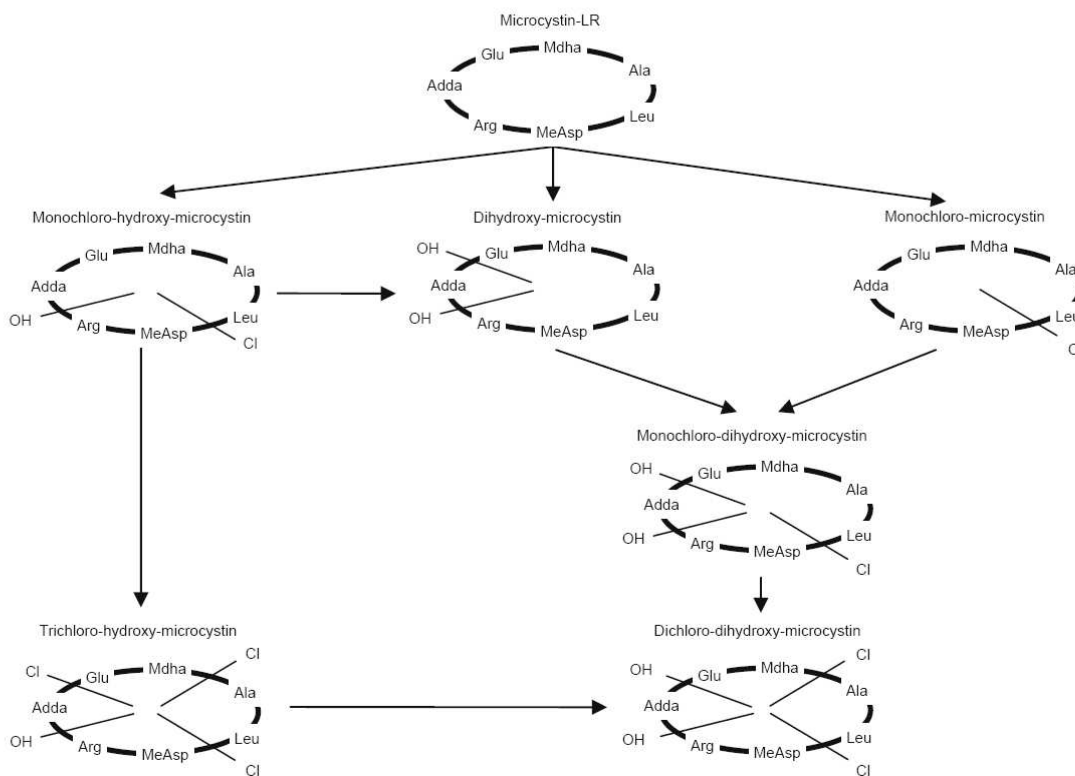 Microcystin-LR
Glu Mdha Ala
Adda
Arg MeAsp Leu
Monochloro-hydroxy-microcystin
Glu Mdha Ala
Adda
OH Arg MeAsp Leu
Cl
Dihydroxy-microcystin
OH Glu Mdha Ala
Adda
OH Arg MeAsp Leu
Monochloro-microcystin
Glu Mdha Ala
Adda
Arg MeAsp Leu
Monochloro-dihydroxy-microcystin
OH Glu Mdha Ala
Adda
OH Arg MeAsp Leu
Cl
Trichloro-hydroxy-microcystin
Cl Glu Mdha Cl
Adda Ala
OH Arg MeAsp Leu
Cl
Dichloro-dihydroxy-microcystin
OH Glu Mdha Cl
Adda Ala
OH Arg MeAsp Leu
Cl